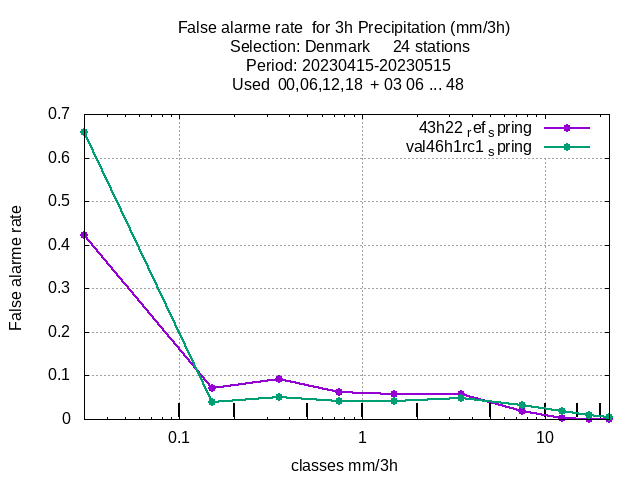 False alarme rate  for 3h Precipitation (mm/3h)
Selection: Denmark     24 stations
Period: 20230415-20230515
Used  00,06,12,18  + 03 06 ... 48
43h22 ref spring
val46h1rc1 spring
0.7
0.6
0.5
0.4
0.3
0.2
0.1
0
False alarme rate
0.1 1 10
classes mm/3h